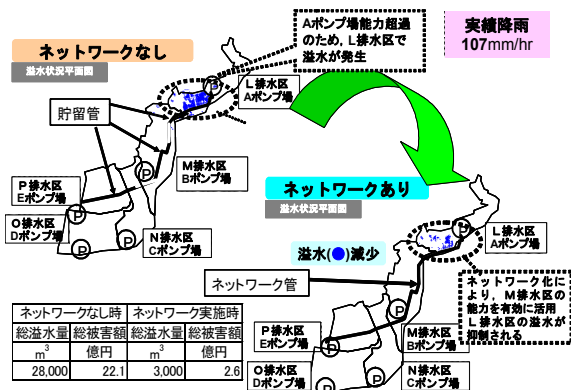 ネットワークなし
溢水状況平面図
Aポンプ場能力超過
のため，L排水区で
溢水が発生
実績降雨
107mm/hr
P
L排水区
Aポンプ場
貯留管
P
M排水区
Bポンプ場
P排水区
Eポンプ場
P
O排水区
Dポンプ場
P
P
N排水区
Cポンプ場
ネットワークあり
溢水状況平面図
P
L排水区
Aポンプ場
溢水(●)減少
ネットワーク管
ネットワーク化に
より，M排水区の
能力を有効に活用
L排水区の溢水が
抑制される
P
M排水区
Bポンプ場
P排水区
Eポンプ場
P
O排水区
Dポンプ場
P
P
N排水区
Cポンプ場
ネットワークなし時 ネットワーク実施時
総溢水量 総被害額 総溢水量 総被害額
m³ 億円 m³ 億円
28,000 22.1 3,000 2.6